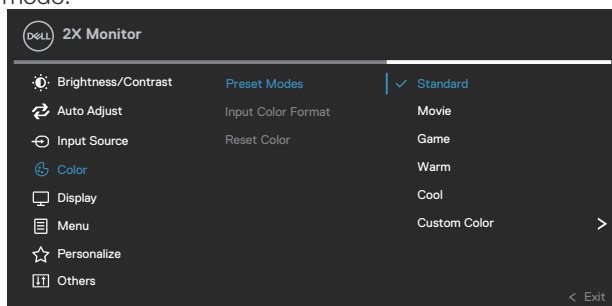 DELL 2X Monitor
Brightness/Contrast Preset Modes Standard
Auto Adjust Input Color Format Movie
Input Source Reset Color Game
Color Warm
Display Cool
Menu Custom Color >
Personalize
Others
< Exit